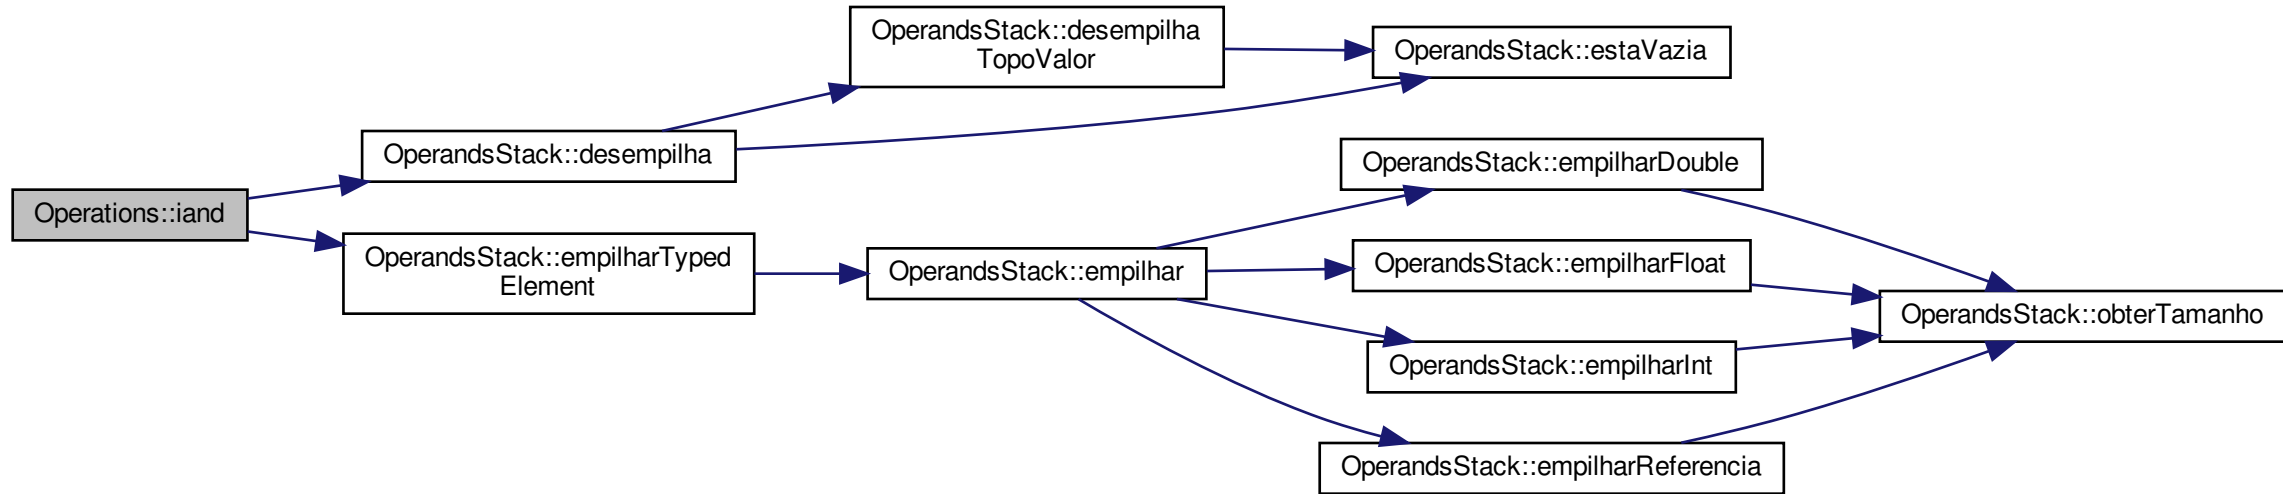 Operations::iand
OperandsStack::desempilha
OperandsStack::desempilha
TopoValor
OperandsStack::estaVazia
OperandsStack::empilharTyped
Element
OperandsStack::empilhar
OperandsStack::empilharDouble
OperandsStack::empilharFloat
OperandsStack::empilharInt
OperandsStack::empilharReferencia
OperandsStack::obterTamanho